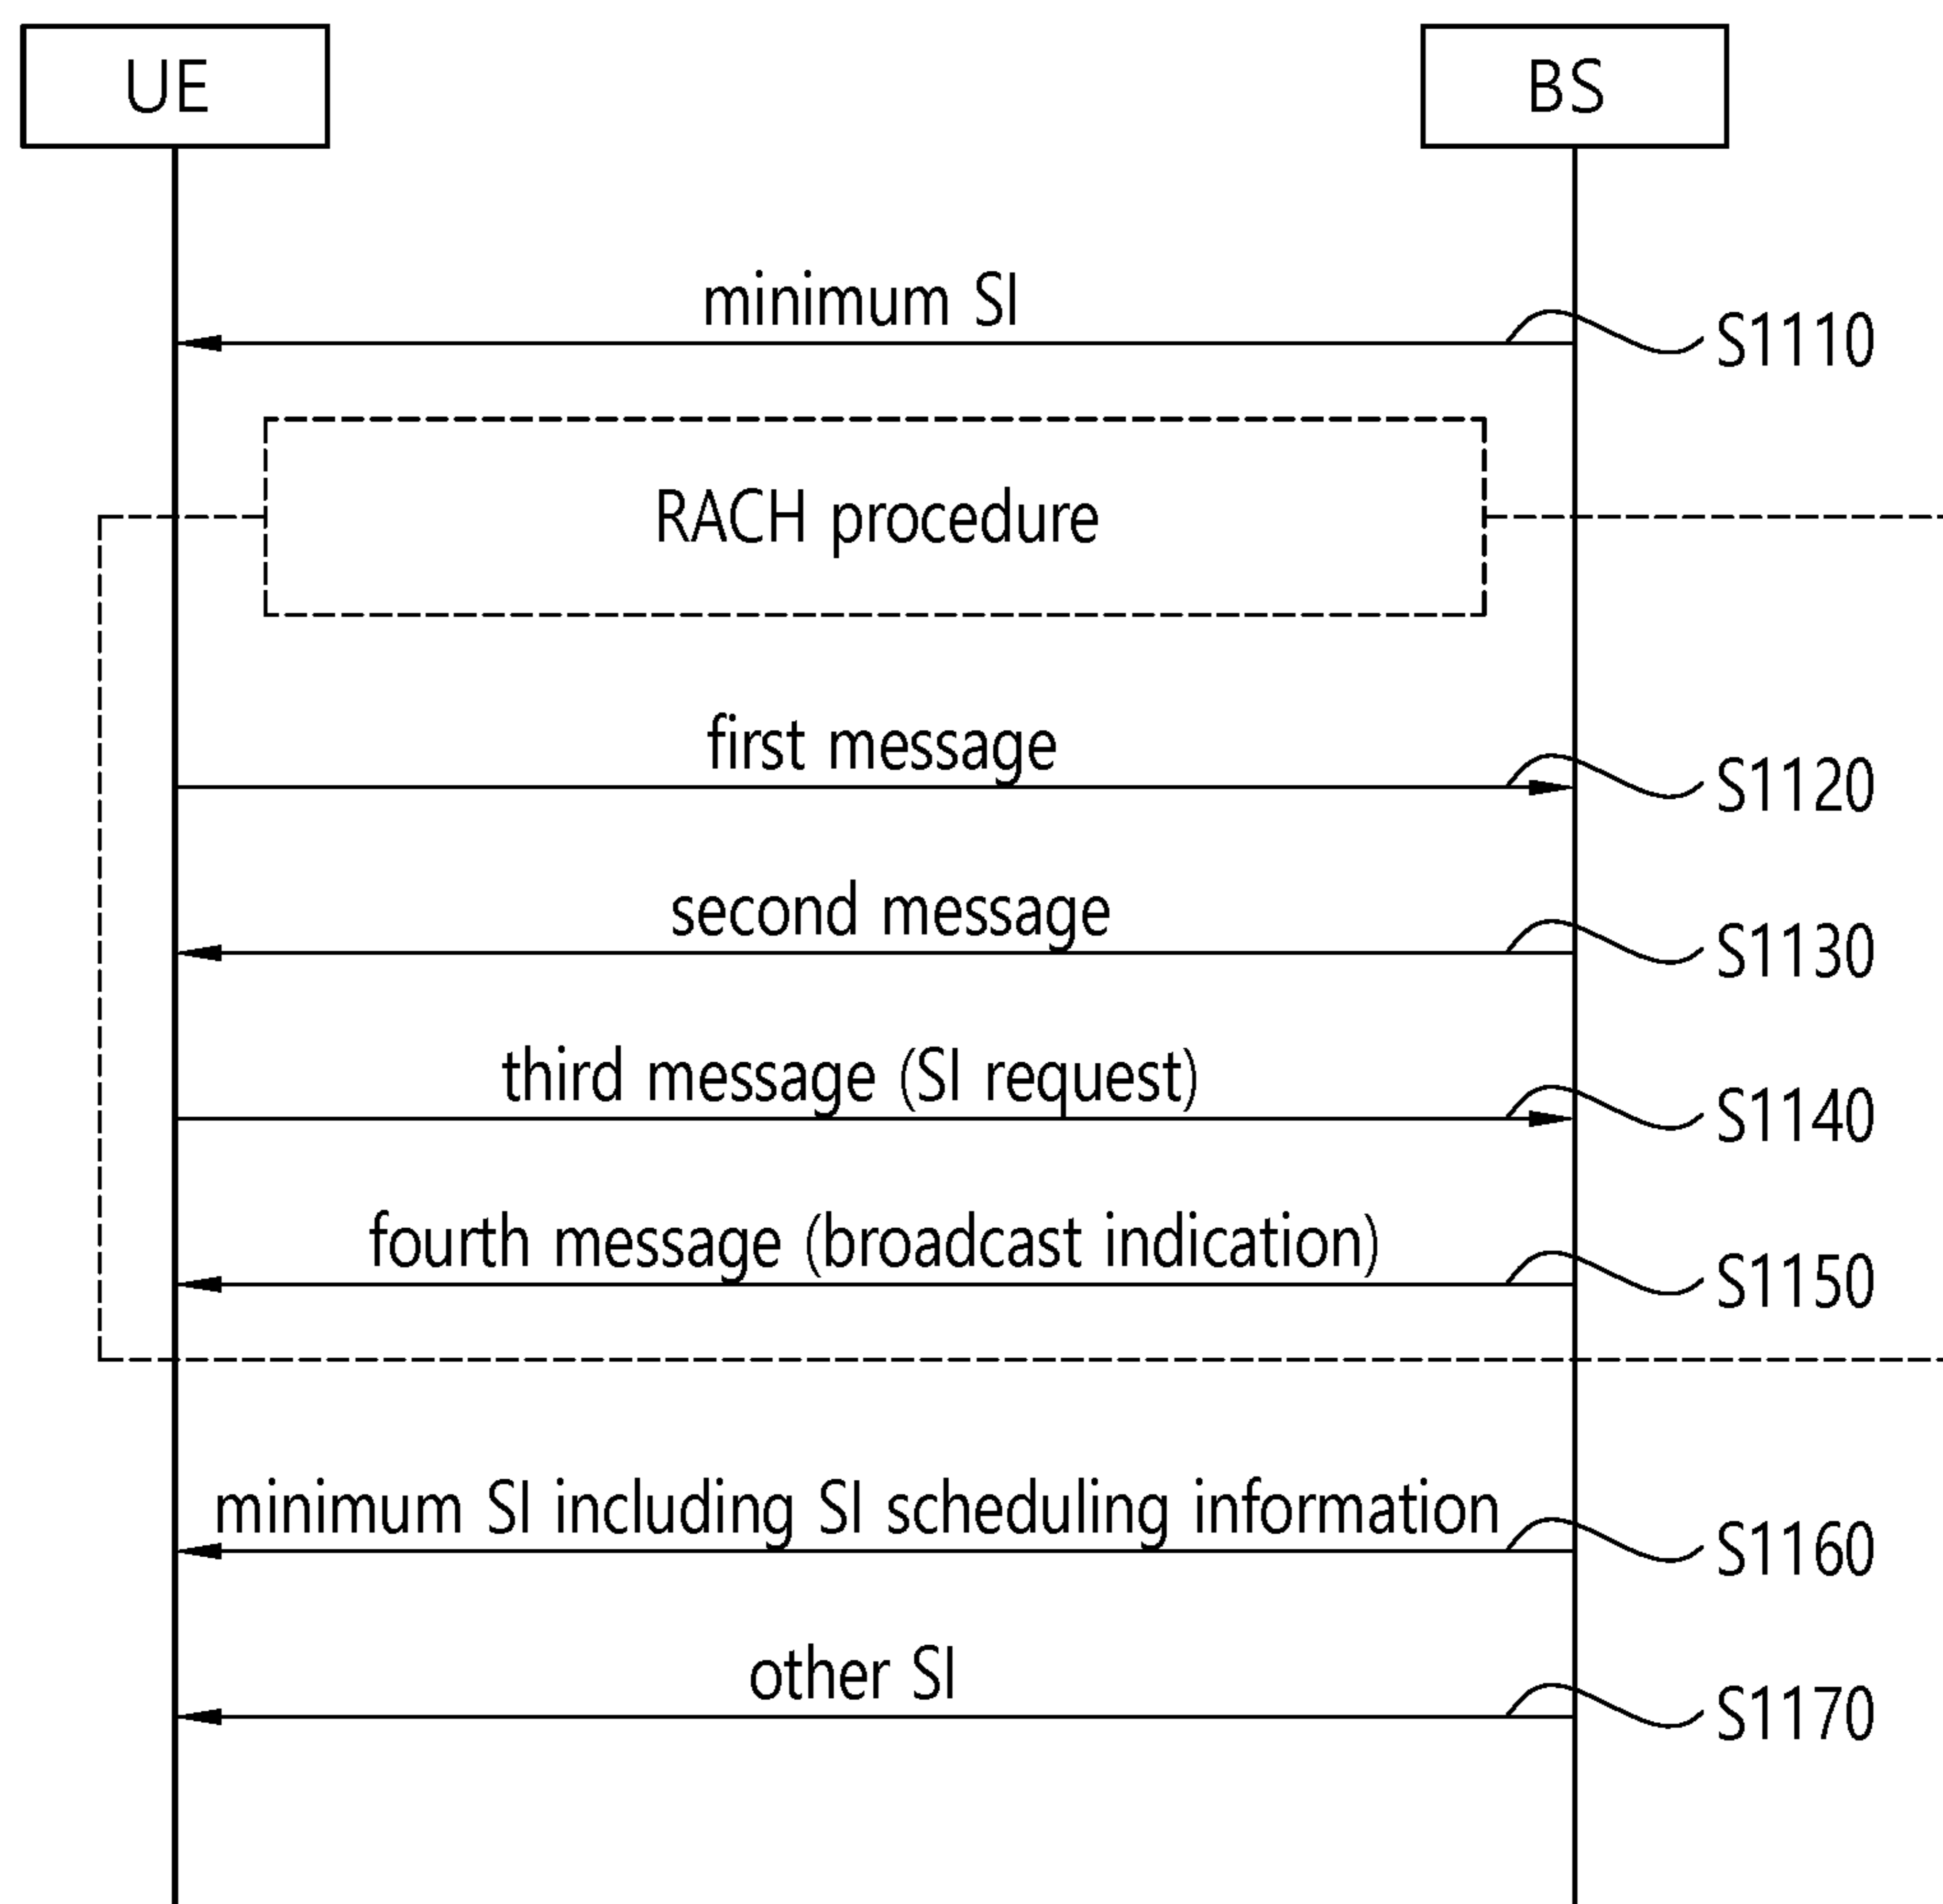 UE
BS
minimum SI
S1110
RACH procedure
first message
S1120
second message
S1130
third message (SI request)
S1140
fourth message (broadcast indication)
S1150
minimum SI including SI scheduling information
S1160
other SI
S1170